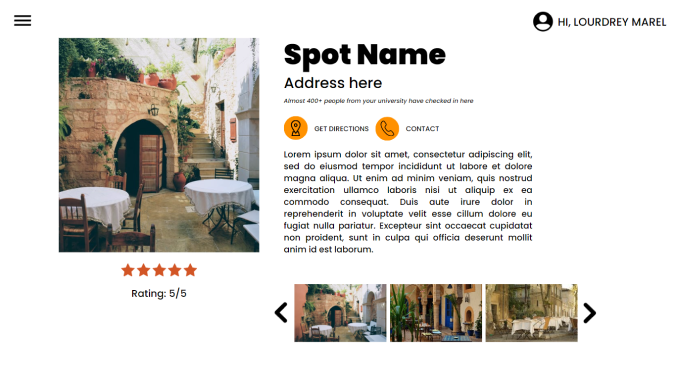 HI, LOURDREY MAREL
Spot Name
Address here
Almost 400+ people from your university have checked in here
GET DIRECTIONS
CONTACT
Lorem ipsum dolor sit amet, consectetur adipiscing elit,
sed do eiusmod tempor incididunt ut labore et dolore
magna aliqua. Ut enim ad minim veniam, quis nostrud
exercitation ullamco laboris nisi ut aliquip ex ea
commodo consequat. Duis aute irure dolor in
reprehenderit in voluptate velit esse cillum dolore eu
fugiat nulla pariatur. Excepteur sint occaecat cupidatat
non proident, sunt in culpa qui officia deserunt mollit
anim id est laborum.
Rating: 5/5